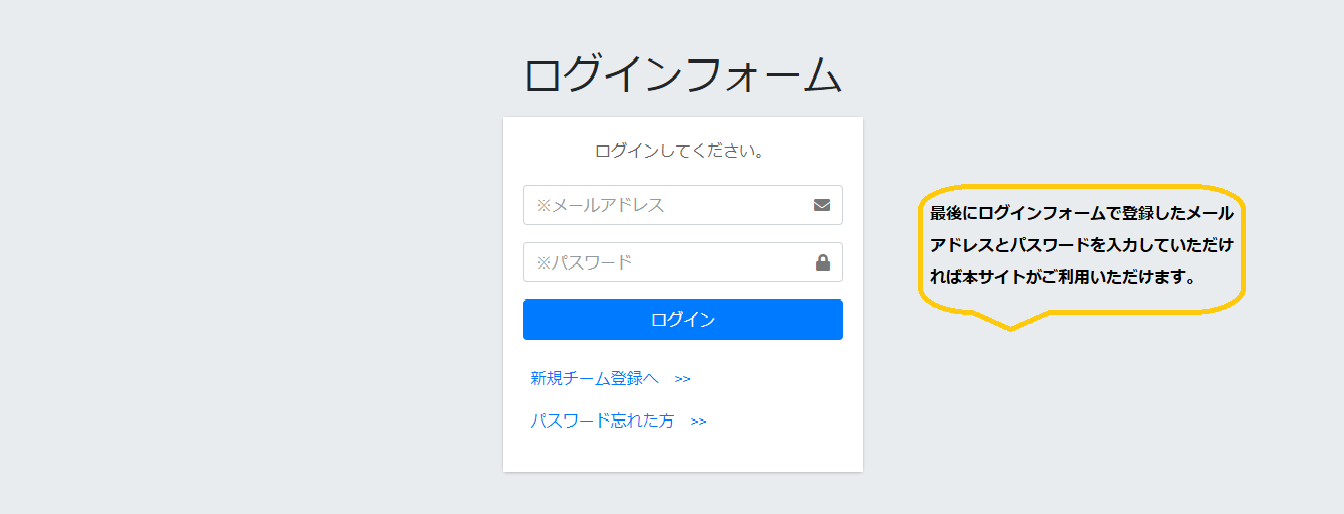 ログインフォーム
ログインしてください。
※メールアドレス
※パスワード
ログイン
新規チーム登録へ　>>
パスワード忘れた方　>>
最後にログインフォームで登録したメール
アドレスとパスワードを入力していただけ
れば本サイトがご利用いただけます。